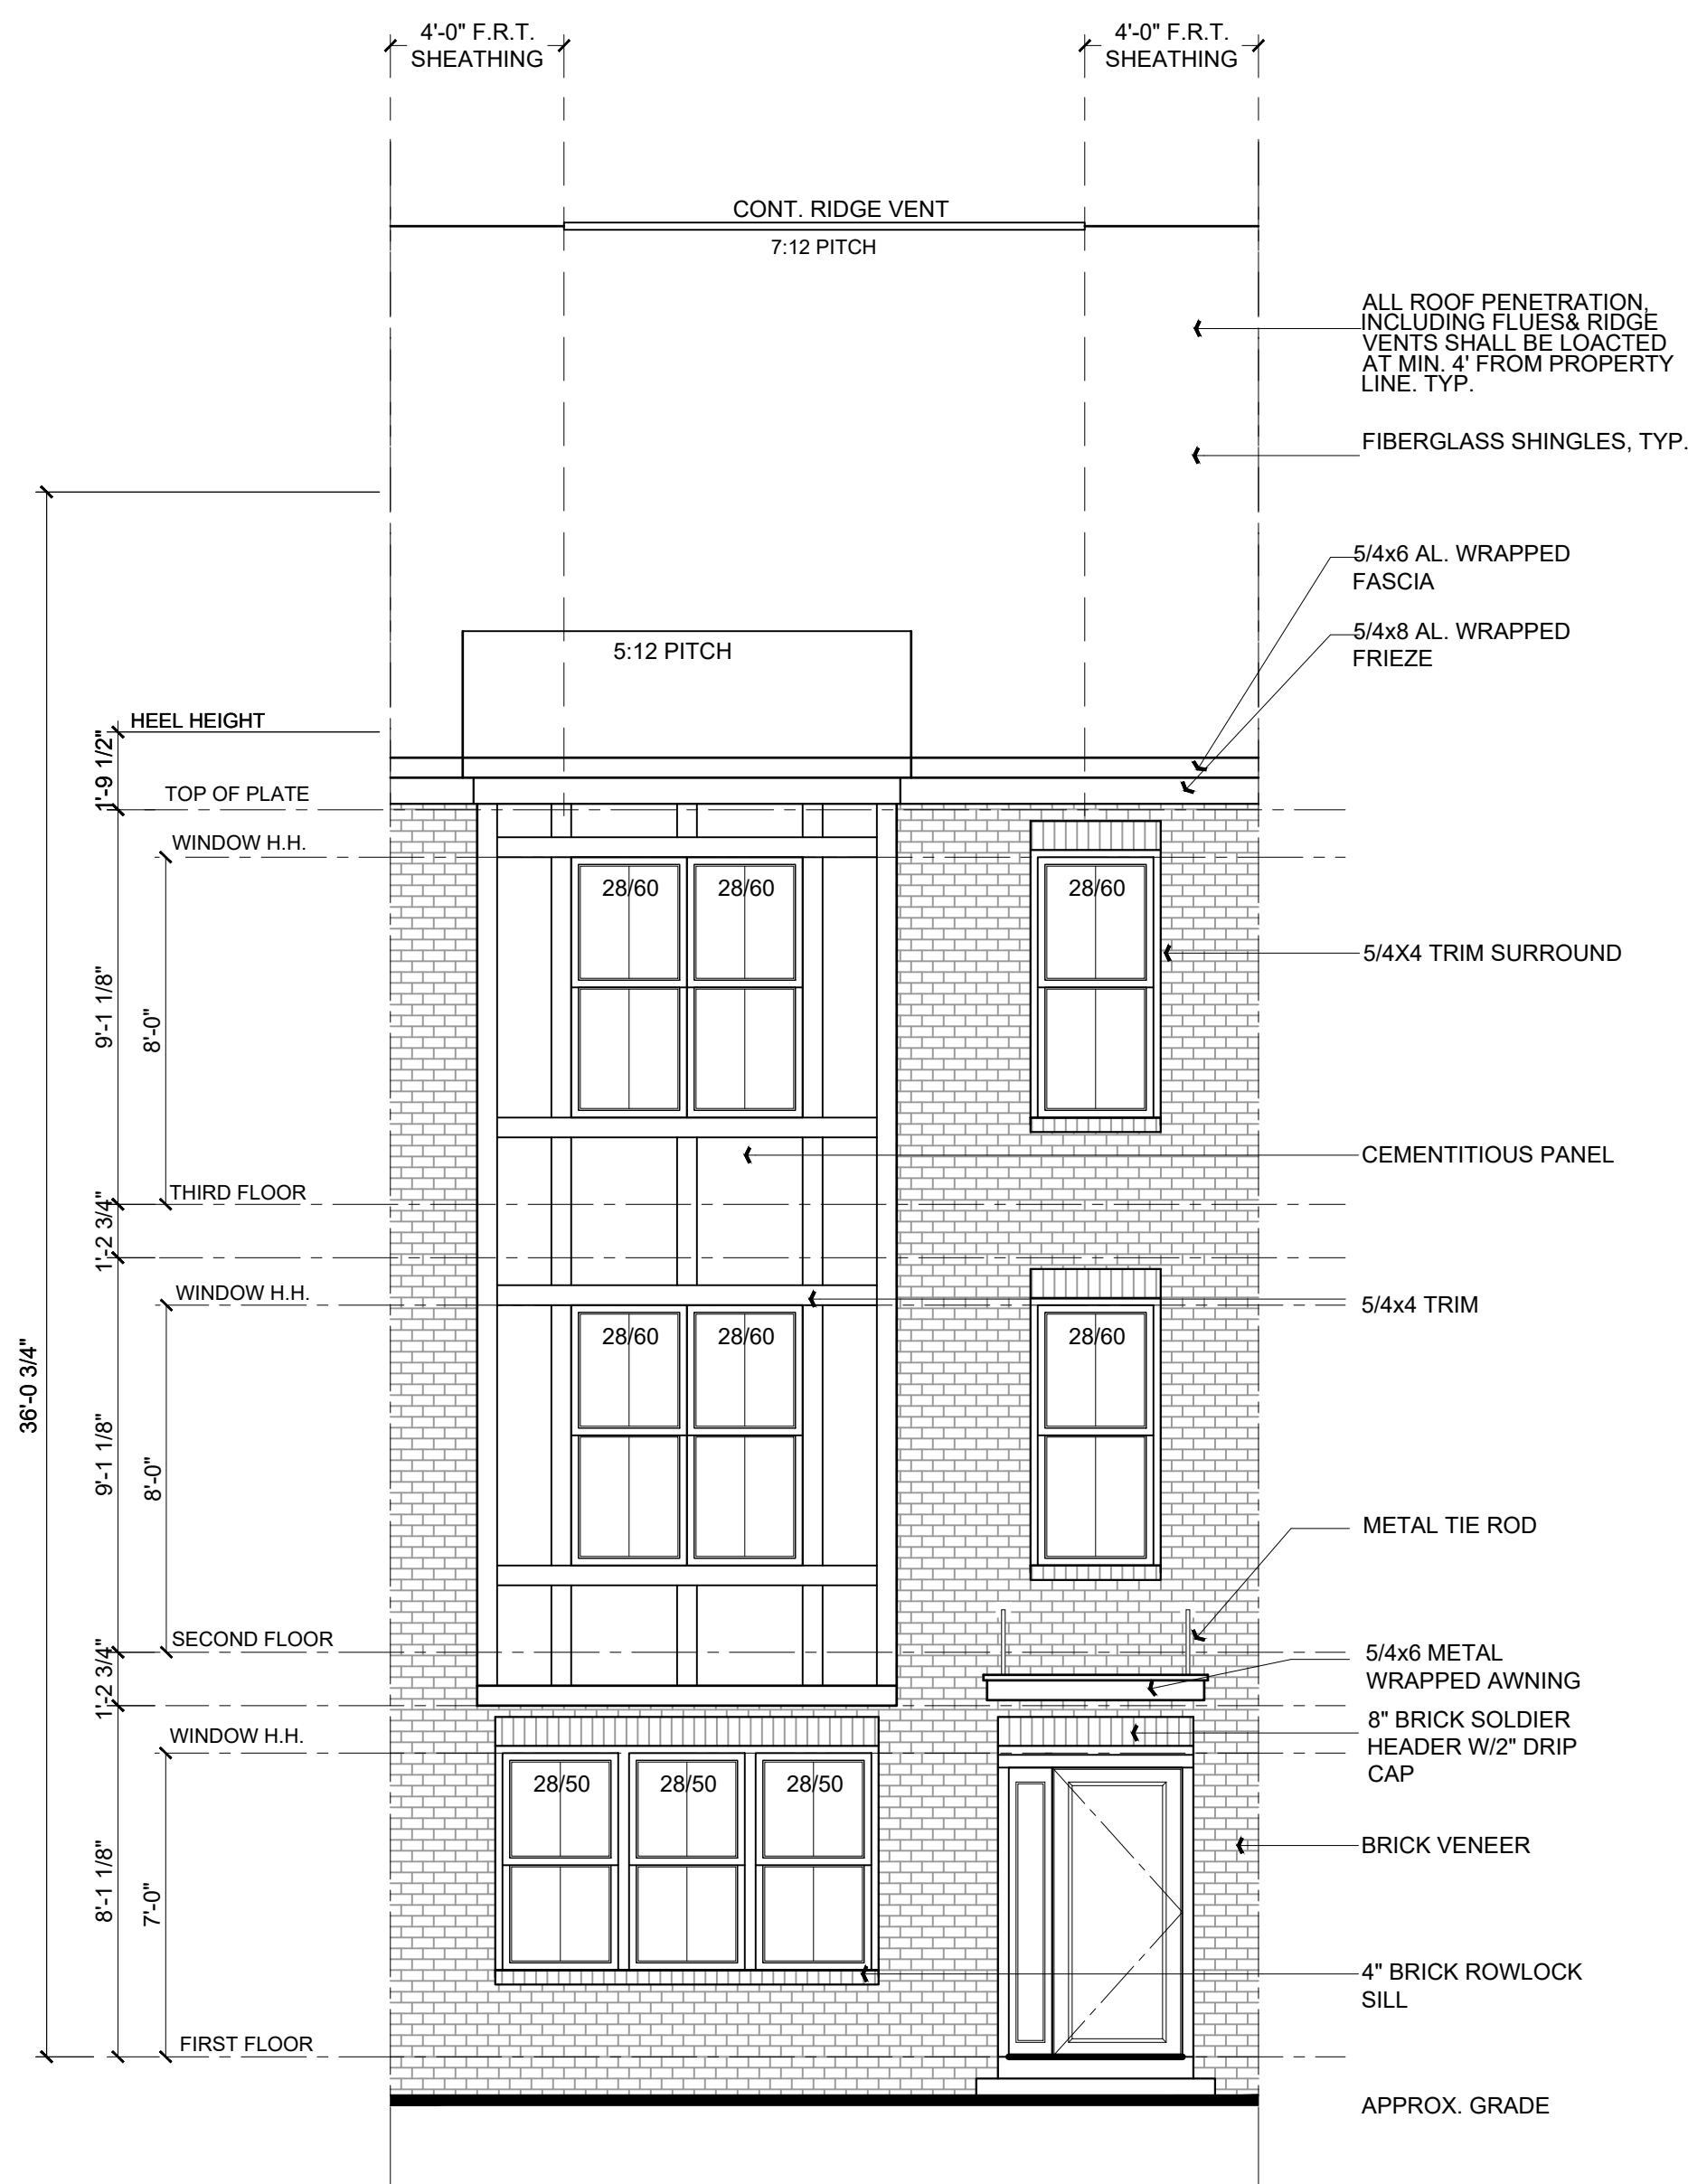 4'-0" F.R.T.
SHEATHING
4'-0" F.R.T.
SHEATHING
CONT. RIDGE VENT
7:12 PITCH
ALL ROOF PENETRATION,
INCLUDING FLUES& RIDGE
VENTS SHALL BE LOACTED
AT MIN. 4' FROM PROPERTY
LINE. TYP.
FIBERGLASS SHINGLES, TYP.
5/4x6 AL. WRAPPED
FASCIA
5/4x8 AL. WRAPPED
FRIEZE
5:12 PITCH
HEEL HEIGHT
1'-9 1/2"
TOP OF PLATE
WINDOW H.H.
28/60
28/60
28/60
5/4X4 TRIM SURROUND
9'-1 1/8"
8'-0"
CEMENTITIOUS PANEL
THIRD FLOOR
1'-2 3/4"
WINDOW H.H.
5/4x4 TRIM
28/60
28/60
28/60
36'-0 3/4"
9'-1 1/8"
8'-0"
METAL TIE ROD
SECOND FLOOR
1'-2 3/4"
5/4x6 METAL
WRAPPED AWNING
8" BRICK SOLDIER
HEADER W/2" DRIP
CAP
WINDOW H.H.
28/50
28/50
28/50
BRICK VENEER
8'-1 1/8"
7'-0"
4" BRICK ROWLOCK
SILL
FIRST FLOOR
APPROX. GRADE